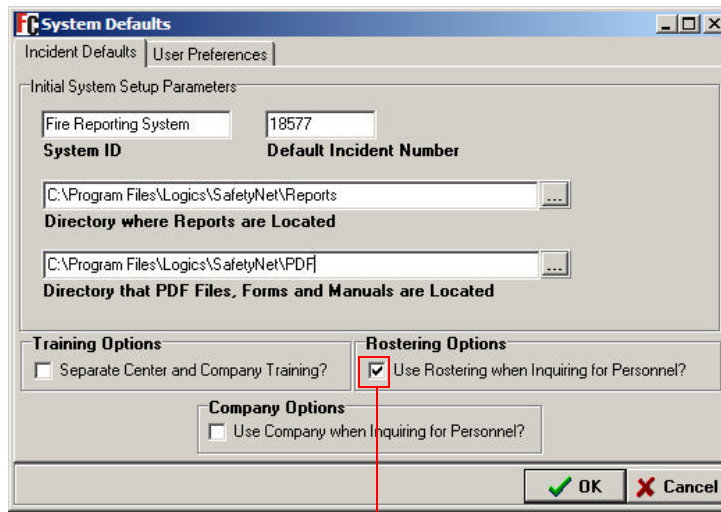 FC System Defaults
Incident Defaults User Preferences
Initial System Setup Parameters
Fire Reporting System 18577
System ID Default Incident Number
C:\Program Files\Logics\SafetyNet\Reports ...
Directory where Reports are Located
C:\Program Files\Logics\SafetyNet\PDF ...
Directory that PDF Files, Forms and Manuals are Located
Training Options Rostering Options
Separate Center and Company Training? Use Rostering when Inquiring for Personnel?
Company Options
Use Company when Inquiring for Personnel?
OK Cancel